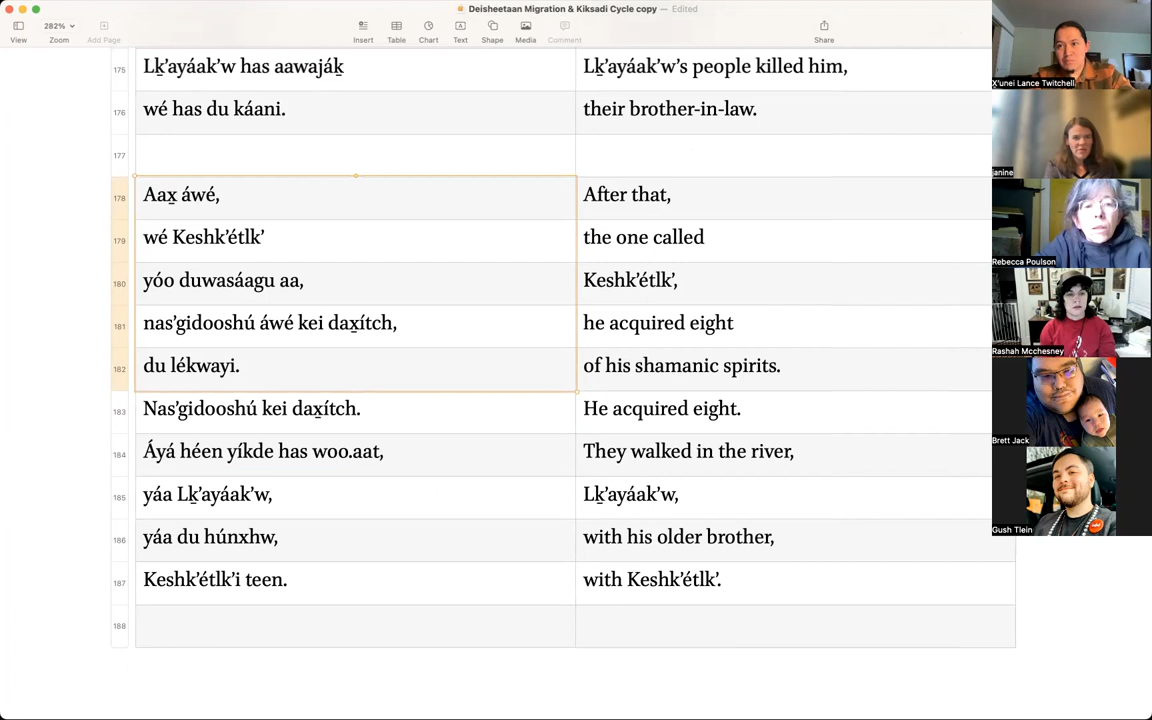 Deisheetaan Migration & Kiksadi Cycle copy — Edited
282%
View Zoom Add Page Insert Table Chart Text Shape Media Comment Share
175 Lḵ’ayáak’w has aawajáḵ Lḵ’ayáak’w’s people killed him,
176 wé has du káani. their brother-in-law.
177
178 Aax̱ áwé, After that,
179 wé Keshk’étlk’ the one called
180 yóo duwasáagu aa, Keshk’étlk’,
181 nas’gidooshú áwé kei dax̱ítch, he acquired eight
182 du lékwayi. of his shamanic spirits.
183 Nas’gidooshú kei dax̱ítch. He acquired eight.
184 Áyá héen yíkde has woo.aat, They walked in the river,
185 yáa Lḵ’ayáak’w, Lḵ’ayáak’w,
186 yáa du húnxhw, with his older brother,
187 Keshk’étlk’i teen. with Keshk’étlk’.
188
X̱'unei Lance Twitchell
janine
Rebecca Poulson
Rashah Mcchesney
Brett Jack
Gush Tlein